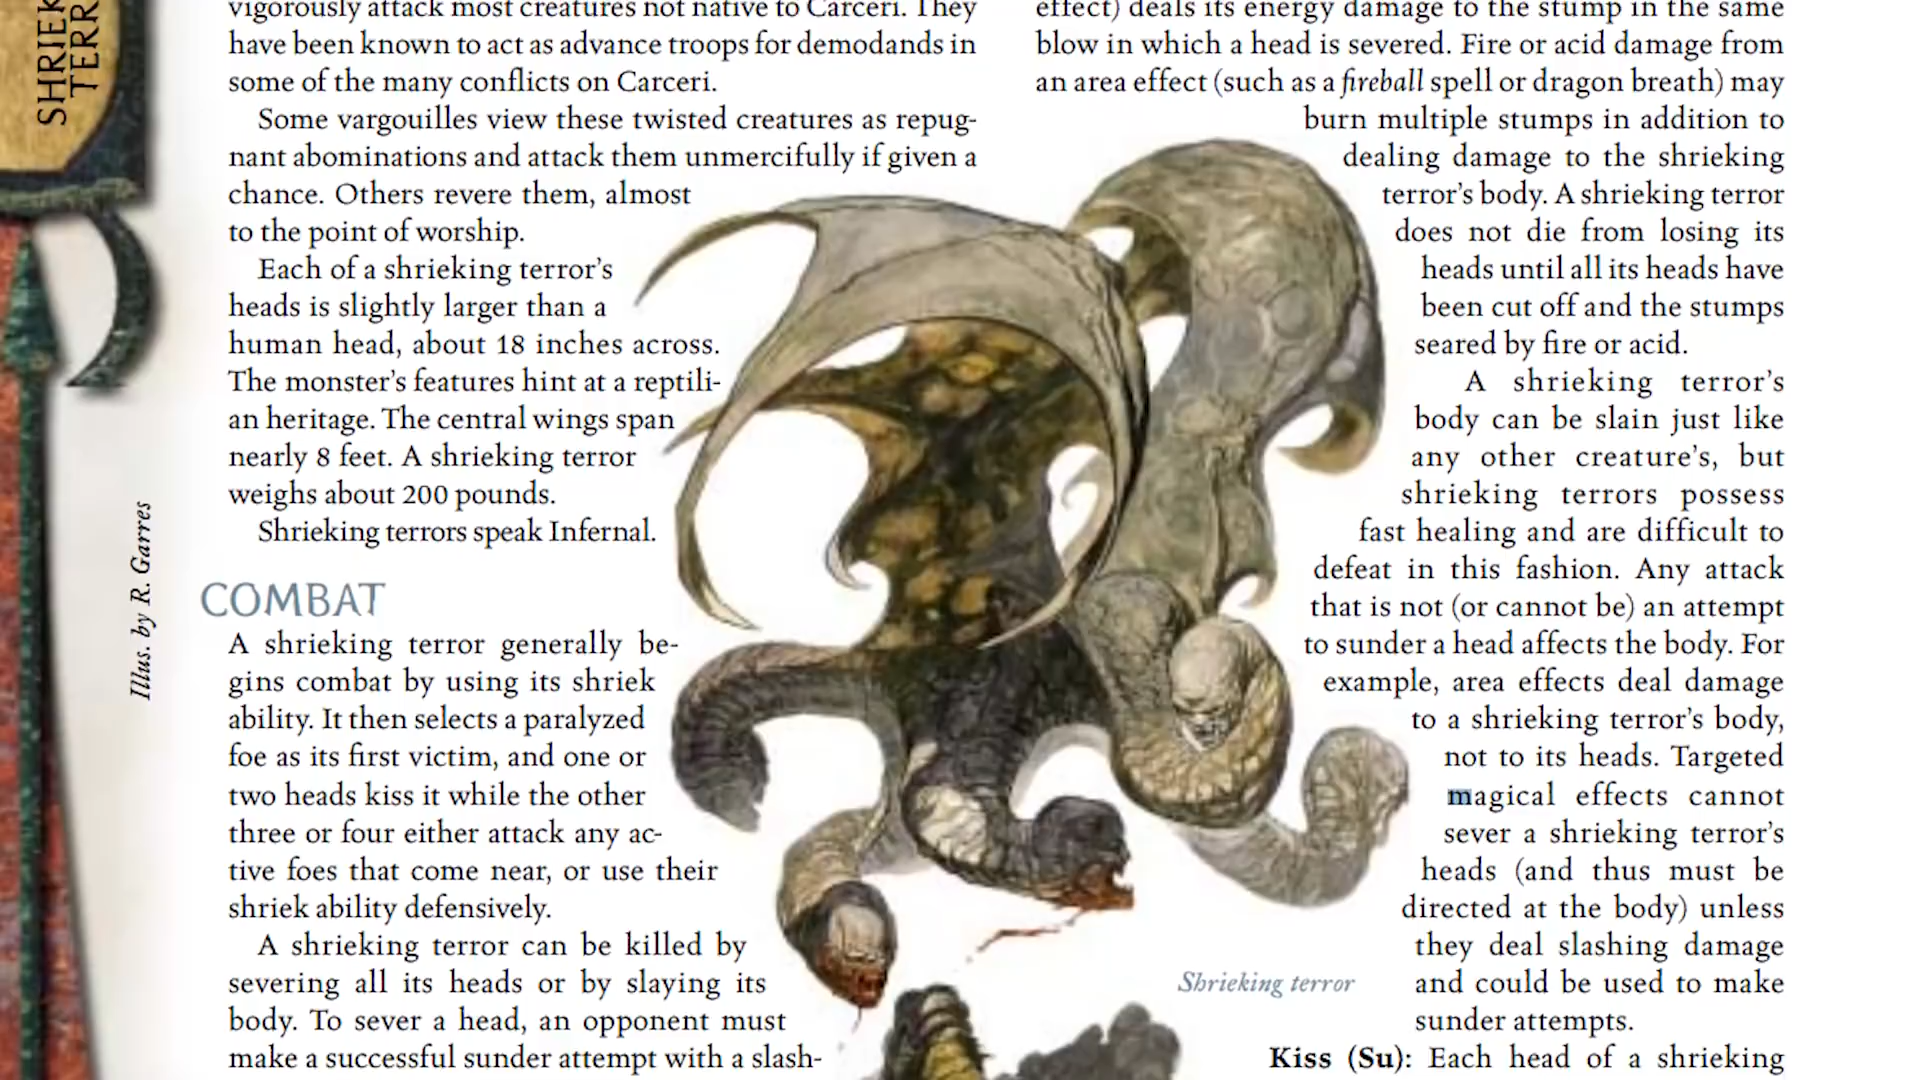 SHRIEK
TERR
vigorously attack most creatures not native to Carceri. They
have been known to act as advance troops for demodands in
some of the many conflicts on Carceri.
Some vargouilles view these twisted creatures as repug-
nant abominations and attack them unmercifully if given a
chance. Others revere them, almost
to the point of worship.
Each of a shrieking terror's
heads is slightly larger than a
human head, about 18 inches across.
The monster's features hint at a reptili-
an heritage. The central wings span
nearly 8 feet. A shrieking terror
weighs about 200 pounds.
Shrieking terrors speak Infernal.
COMBAT
A shrieking terror generally be-
gins combat by using its shriek
ability. It then selects a paralyzed
foe as its first victim, and one or
two heads kiss it while the other
three or four either attack any ac-
tive foes that come near, or use their
shriek ability defensively.
A shrieking terror can be killed by
severing all its heads or by slaying its
body. To sever a head, an opponent must
make a successful sunder attempt with a slash-
effect) deals its energy damage to the stump in the same
blow in which a head is severed. Fire or acid damage from
an area effect (such as a fireball spell or dragon breath) may
burn multiple stumps in addition to
dealing damage to the shrieking
terror's body. A shrieking terror
does not die from losing its
heads until all its heads have
been cut off and the stumps
seared by fire or acid.
A shrieking terror's
body can be slain just like
any other creature's, but
shrieking terrors possess
fast healing and are difficult to
defeat in this fashion. Any attack
that is not (or cannot be) an attempt
to sunder a head affects the body. For
example, area effects deal damage
to a shrieking terror's body,
not to its heads. Targeted
magical effects cannot
sever a shrieking terror's
heads (and thus must be
directed at the body) unless
they deal slashing damage
and could be used to make
sunder attempts.
Kiss (Su): Each head of a shrieking
Shrieking terror
Illus. by R. Garres